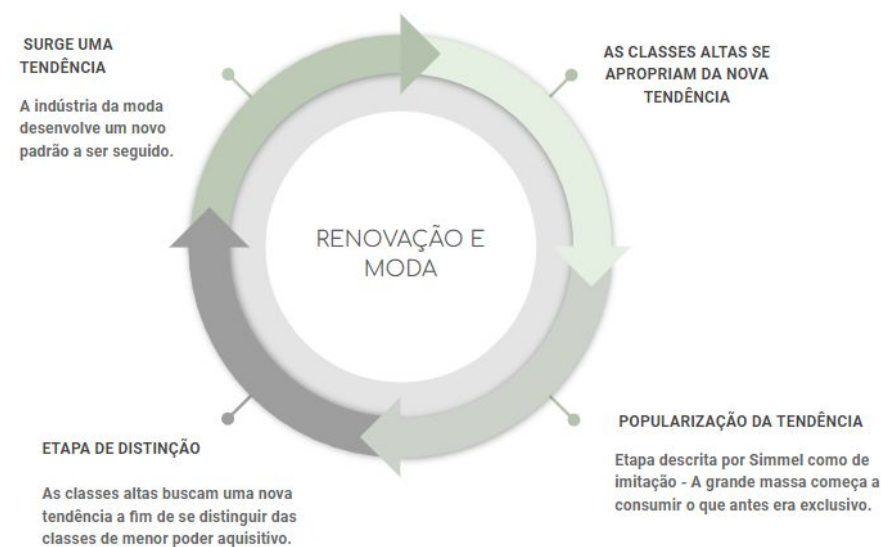 SURGE UMA
TENDÊNCIA
A indústria da moda
desenvolve um novo
padrão a ser seguido.
AS CLASSES ALTAS SE
APROPRIAM DA NOVA
TENDÊNCIA
RENOVAÇÃO E
MODA
POPULARIZAÇÃO DA TENDÊNCIA
Etapa descrita por Simmel como de
imitação - A grande massa começa a
consumir o que antes era exclusivo.
ETAPA DE DISTINÇÃO
As classes altas buscam uma nova
tendência a fim de se distinguir das
classes de menor poder aquisitivo.